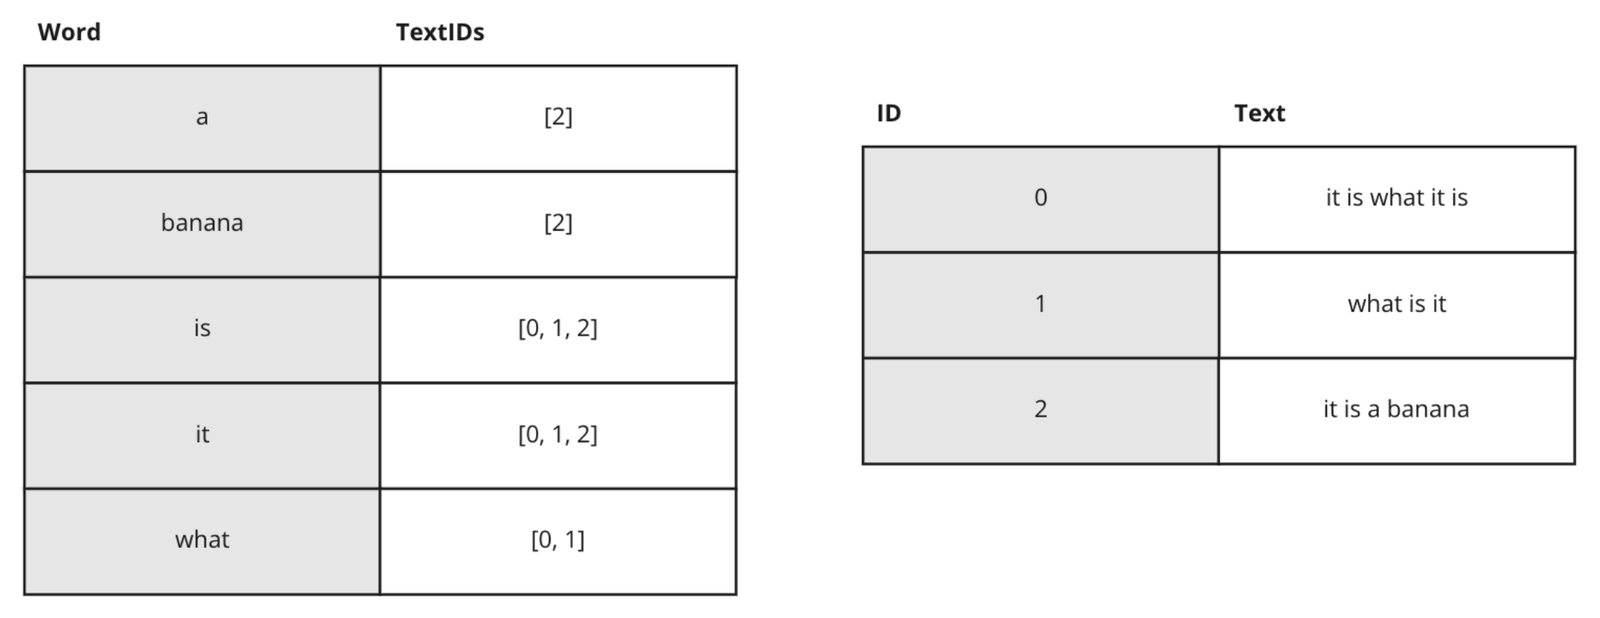 Word TextIDs
a [2]
banana [2]
is [0, 1, 2]
it [0, 1, 2]
what [0, 1]
ID Text
0 it is what it is
1 what is it
2 it is a banana